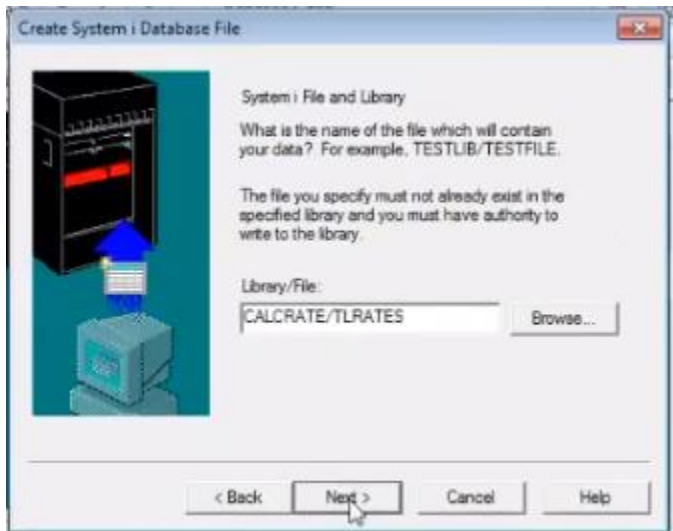 Create System i Database File
System i File and Library
What is the name of the file which will contain
your data? For example, TESTLIB/TESTFILE.
The file you specify must not already exist in the
specified library and you must have authority to
write to the library.
Library/File:
CALCRATE/TLRATES
Browse...
< Back
Next >
Cancel
Help